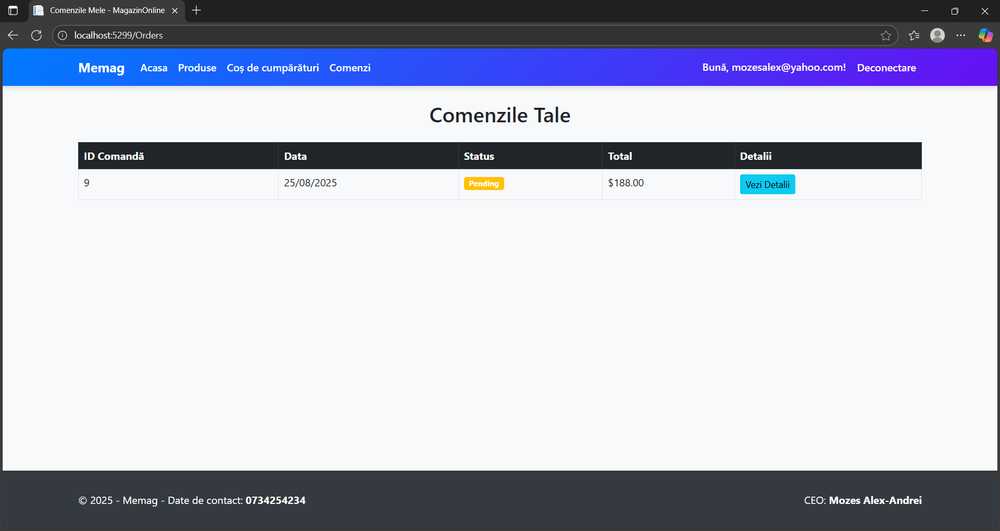 Comenzile Mele - MagazinOnline
localhost:5299/Orders
Memag Acasa Produse Coș de cumpărături Comenzi Bună, mozesalex@yahoo.com! Deconectare
Comenzile Tale
ID Comandă Data Status Total Detalii
9 25/08/2025 Pending $188.00 Vezi Detalii
© 2025 - Memag - Date de contact: 0734254234 CEO: Mozes Alex-Andrei